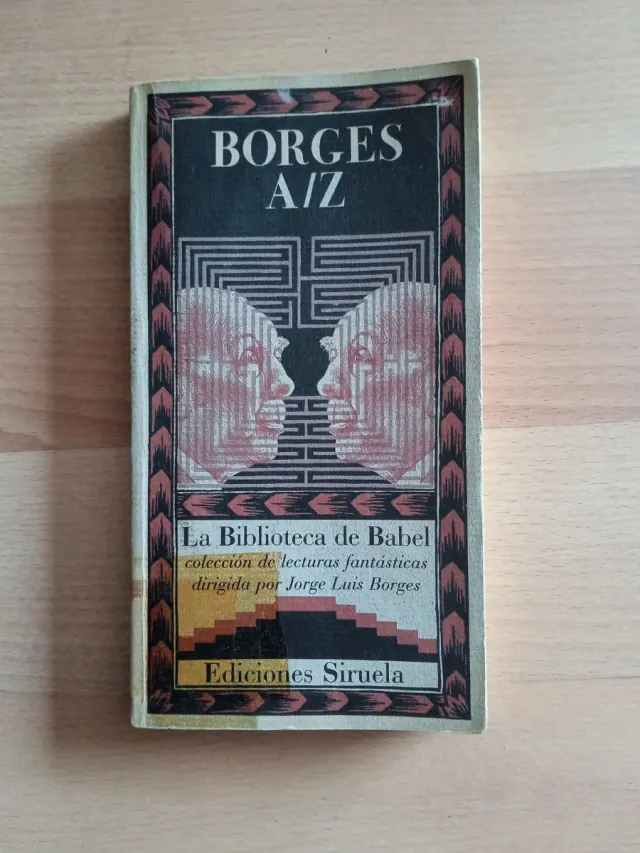 BORGES
A/Z
La Biblioteca de Babel
colección de lecturas fantásticas
dirigida por Jorge Luis Borges
Ediciones Siruela